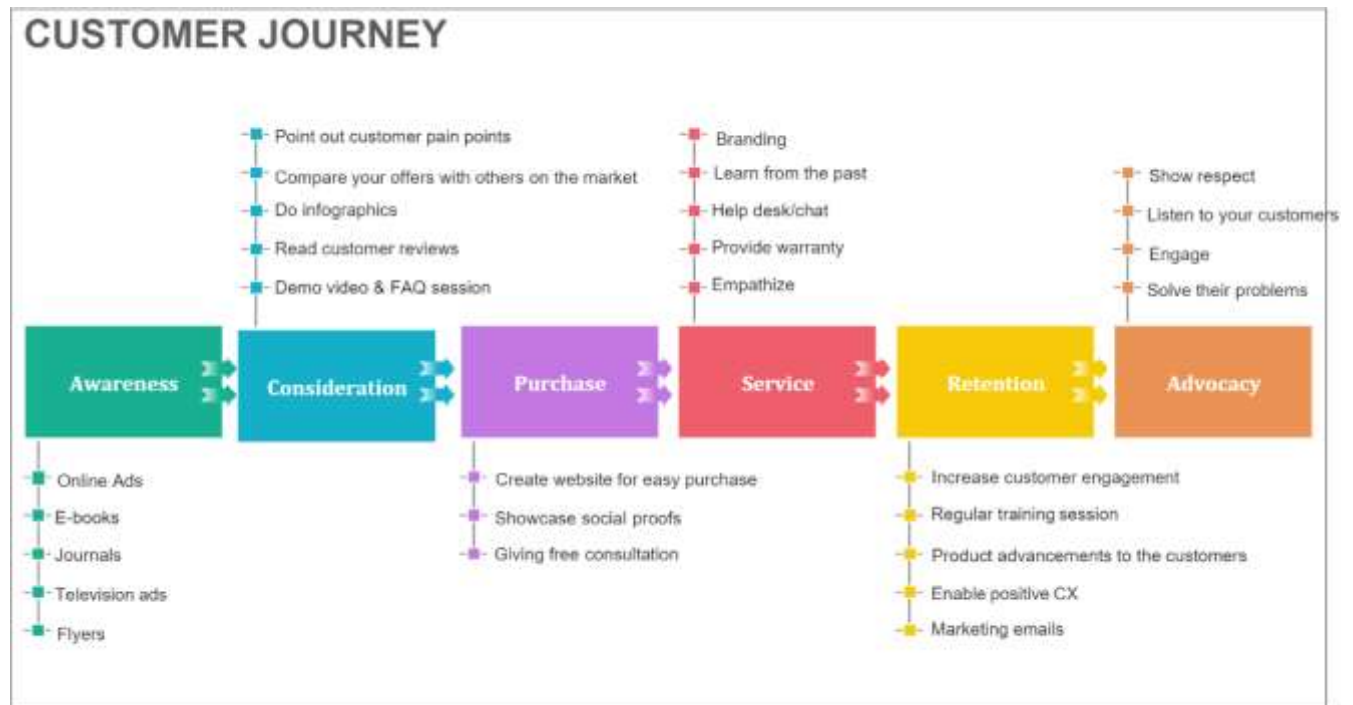 CUSTOMER JOURNEY
Point out customer pain points
Compare your offers with others on the market
Do infographics
Read customer reviews
Demo video & FAQ session
Branding
Learn from the past
Help desk/chat
Provide warranty
Empathize
Show respect
Listen to your customers
Engage
Solve their problems
Awareness
Consideration
Purchase
Service
Retention
Advocacy
Online Ads
E-books
Journals
Television ads
Flyers
Create website for easy purchase
Showcase social proofs
Giving free consultation
Increase customer engagement
Regular training session
Product advancements to the customers
Enable positive CX
Marketing emails